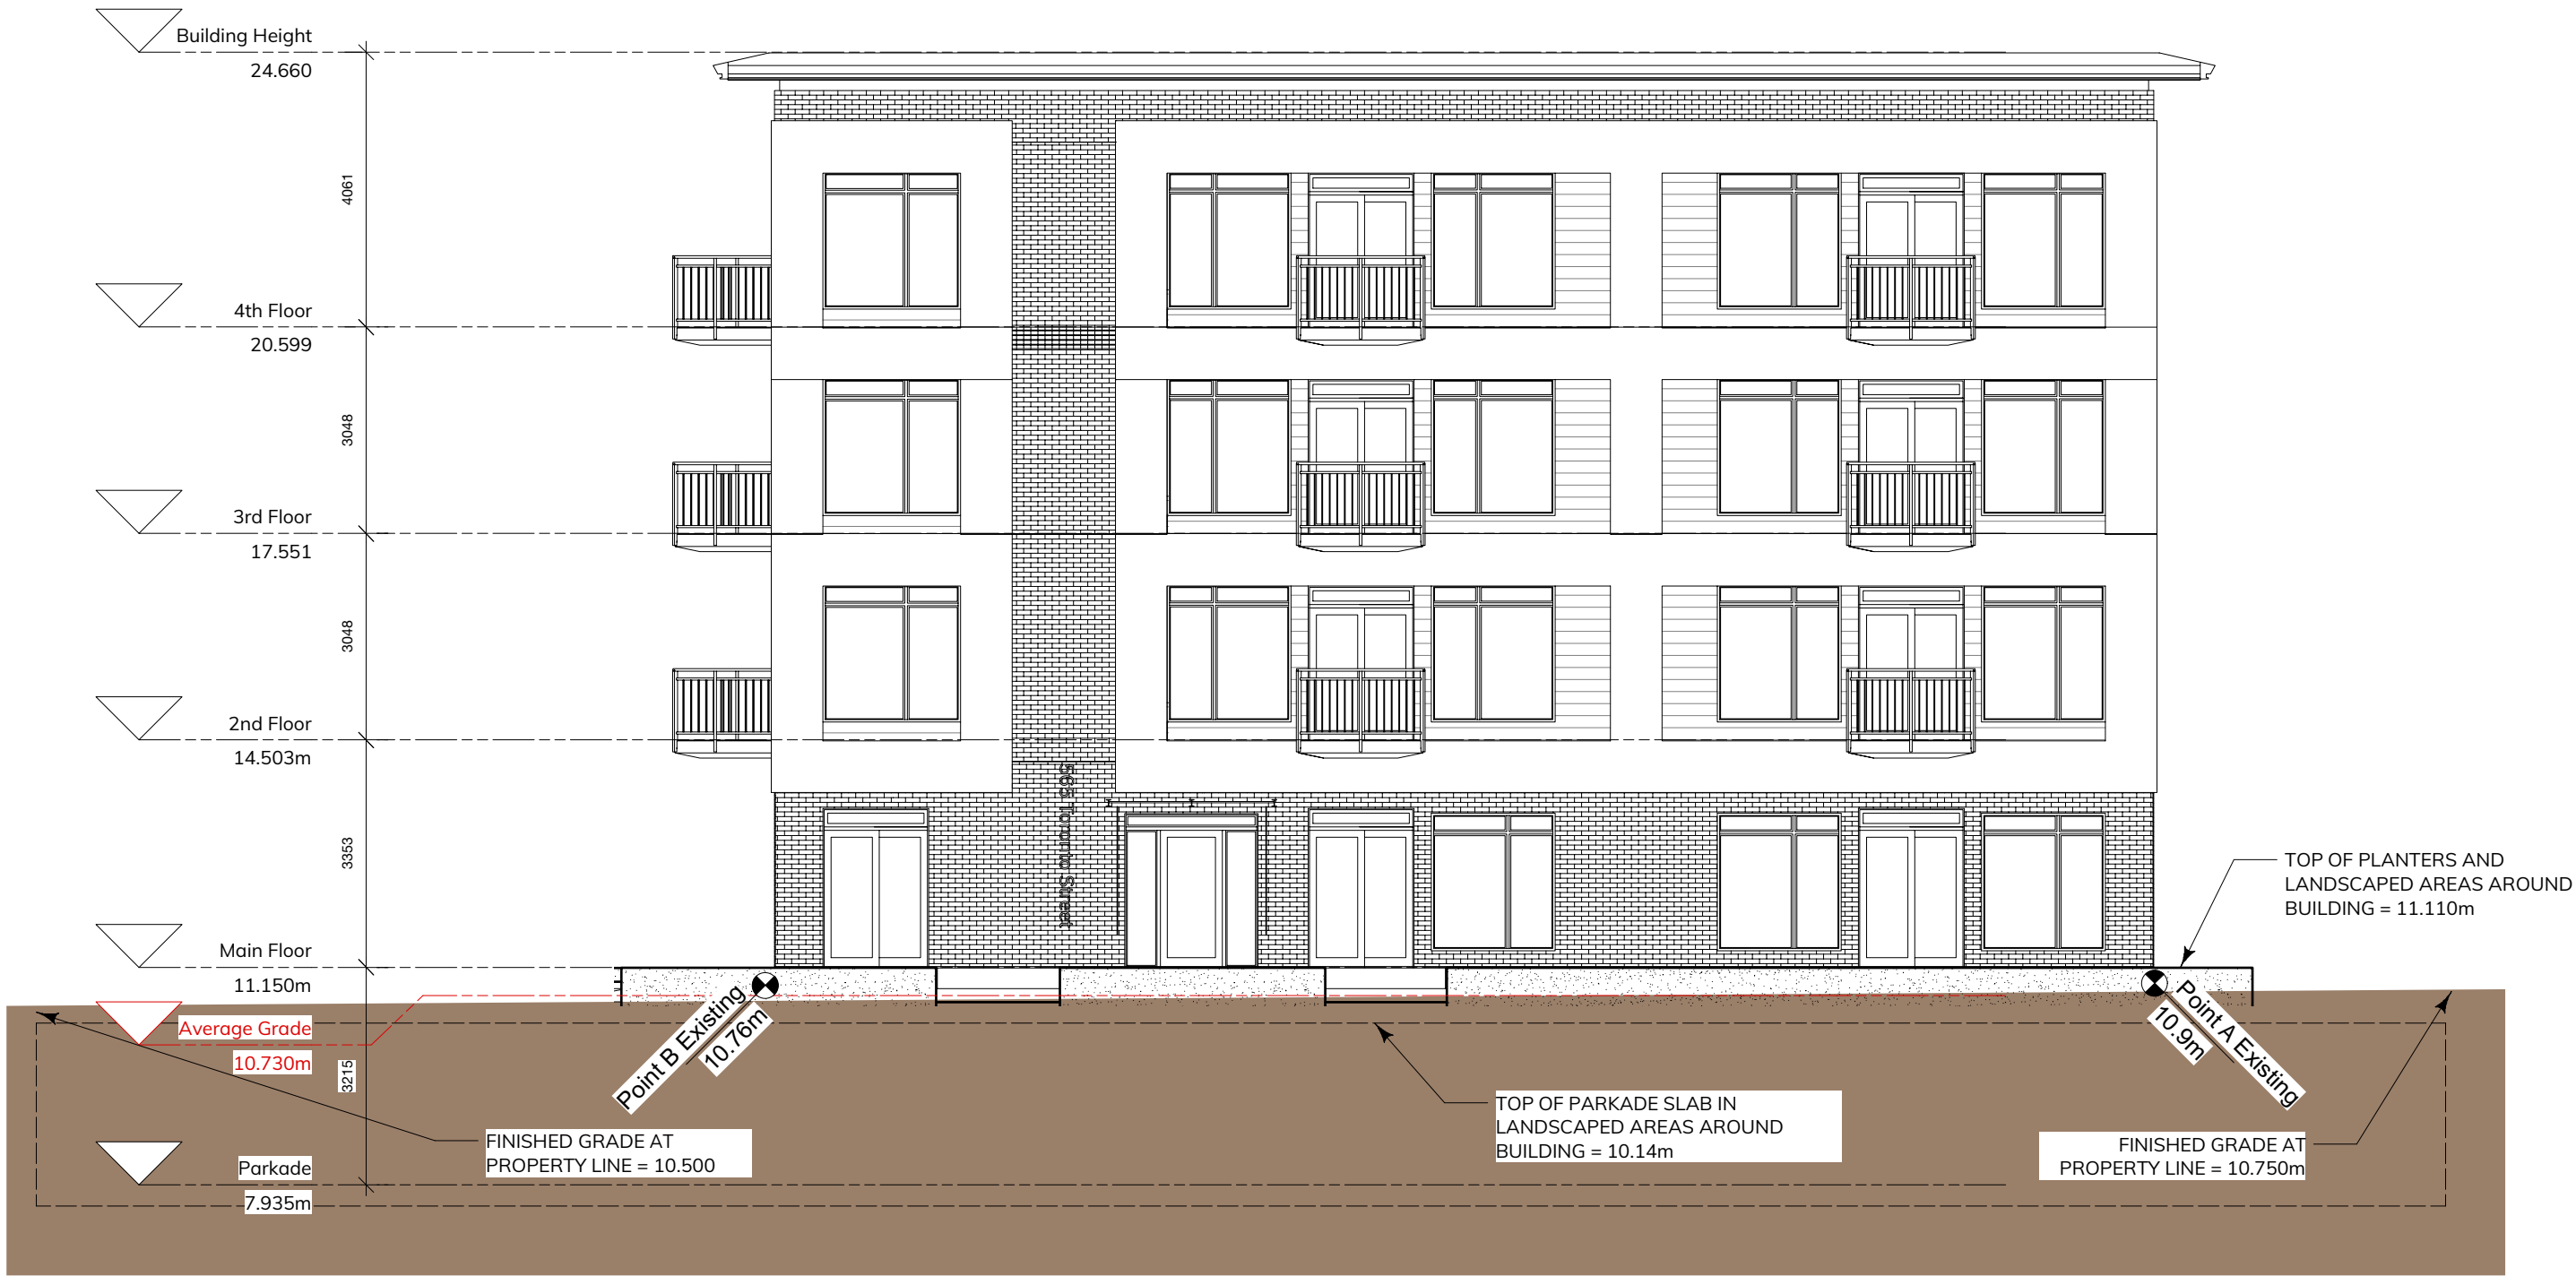 Building Height
24.660
4061
4th Floor
20.599
3048
3rd Floor
17.551
3048
2nd Floor
14.503m
3353
Main Floor
11.150m
Average Grade
10.730m
3215
Parkade
7.935m
565 Toronto Street
Point B Existing
10.76m
Point A Existing
10.9m
TOP OF PLANTERS AND
LANDSCAPED AREAS AROUND
BUILDING = 11.110m
FINISHED GRADE AT
PROPERTY LINE = 10.500
TOP OF PARKADE SLAB IN
LANDSCAPED AREAS AROUND
BUILDING = 10.14m
FINISHED GRADE AT
PROPERTY LINE = 10.750m